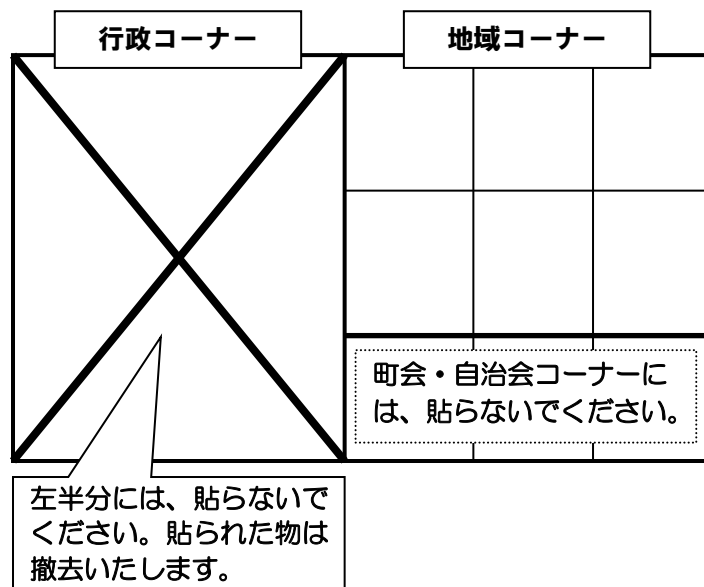 行政コーナー
地域コーナー
町会・自治会コーナーに
は、貼らないでください。
左半分には、貼らないで
ください。貼られた物は
撤去いたします。